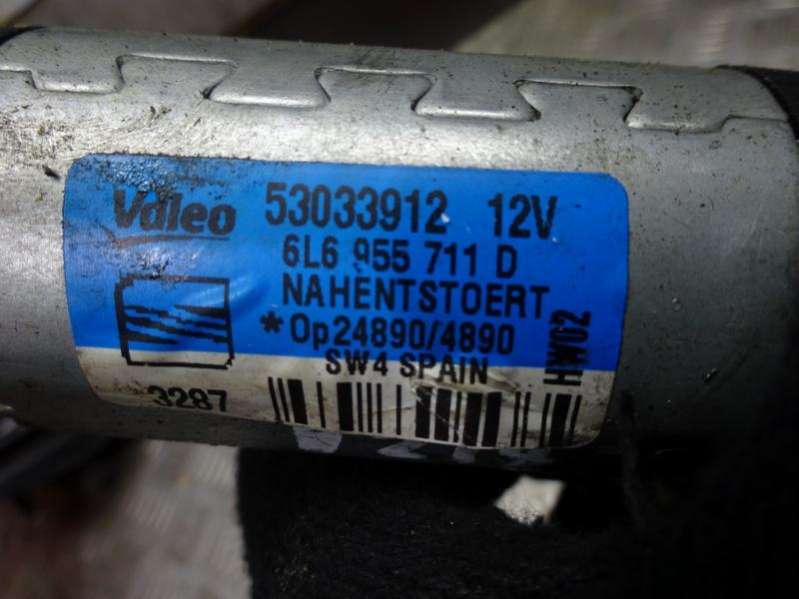 Valeo 53033912 12V
6L6 955 711 D
NAHENTSTOERT
*Op24890/4890
SW4 SPAIN
3287
HW02